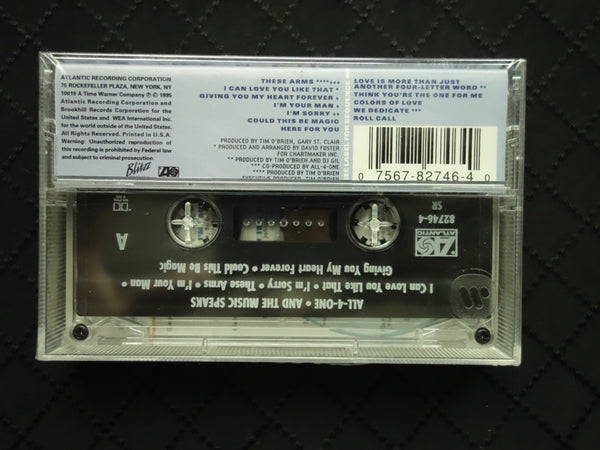 ATLANTIC RECORDING CORPORATION
75 ROCKEFELLER PLAZA, NEW YORK, NY
10019 A Time Warner Company ℗ © 1995
Atlantic Recording Corporation and
Brookhill Records Corporation for the
United States and WEA International Inc.
for the world outside of the United States.
All Rights Reserved. Printed in U.S.A.
Warning: Unauthorized reproduction of
this recording is prohibited by Federal law
and subject to criminal prosecution.
Blitzz
THESE ARMS ****
I CAN LOVE YOU LIKE THAT •
GIVING YOU MY HEART FOREVER •
I'M YOUR MAN •
I'M SORRY **
COULD THIS BE MAGIC
HERE FOR YOU
PRODUCED BY TIM O'BRIEN, GARY ST. CLAIR
* PRODUCED AND ARRANGED BY DAVID FOSTER
FOR CHARTMAKER INC.
** PRODUCED BY TIM O'BRIEN AND DJ GIL
*** CO-PRODUCED BY ALL-4-ONE
**** PRODUCED BY TIM O'BRIEN
EXECUTIVE PRODUCER TIM O'BRIEN
LOVE IS MORE THAN JUST
ANOTHER FOUR-LETTER WORD **
THINK YOU'RE THE ONE FOR ME
COLORS OF LOVE
WE DEDICATE ***
ROLL CALL
0 7567-82746-4 0
ALL-4-ONE • AND THE MUSIC SPEAKS
I Can Love You Like That • I'm Sorry • These Arms • I'm Your Man •
Giving You My Heart Forever • Could This Be Magic
A
ATLANTIC
82746-4
SR